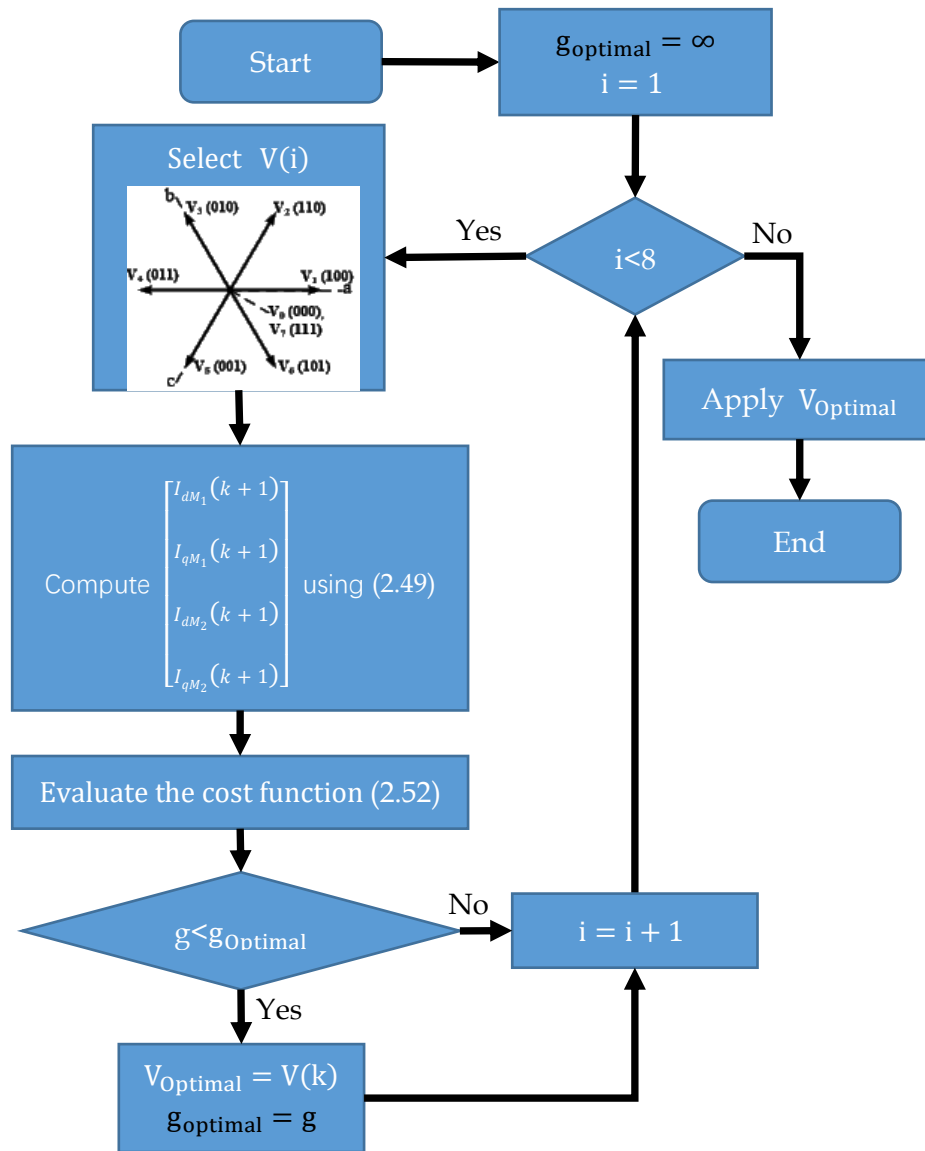 Start
g_optimal = ∞
i = 1
Select V(i)
b
V₃ (010)
V₂ (110)
V₄ (011)
V₁ (100)
a
V₀ (000),
V₇ (111)
V₅ (001)
V₆ (101)
c
Yes
i<8
No
Apply V_Optimal
End
Compute [I_dM₁(k + 1) I_qM₁(k + 1) I_dM₂(k + 1) I_qM₂(k + 1)] using (2.49)
Evaluate the cost function (2.52)
g<g_Optimal
No
i = i + 1
Yes
V_Optimal = V(k)
g_optimal = g